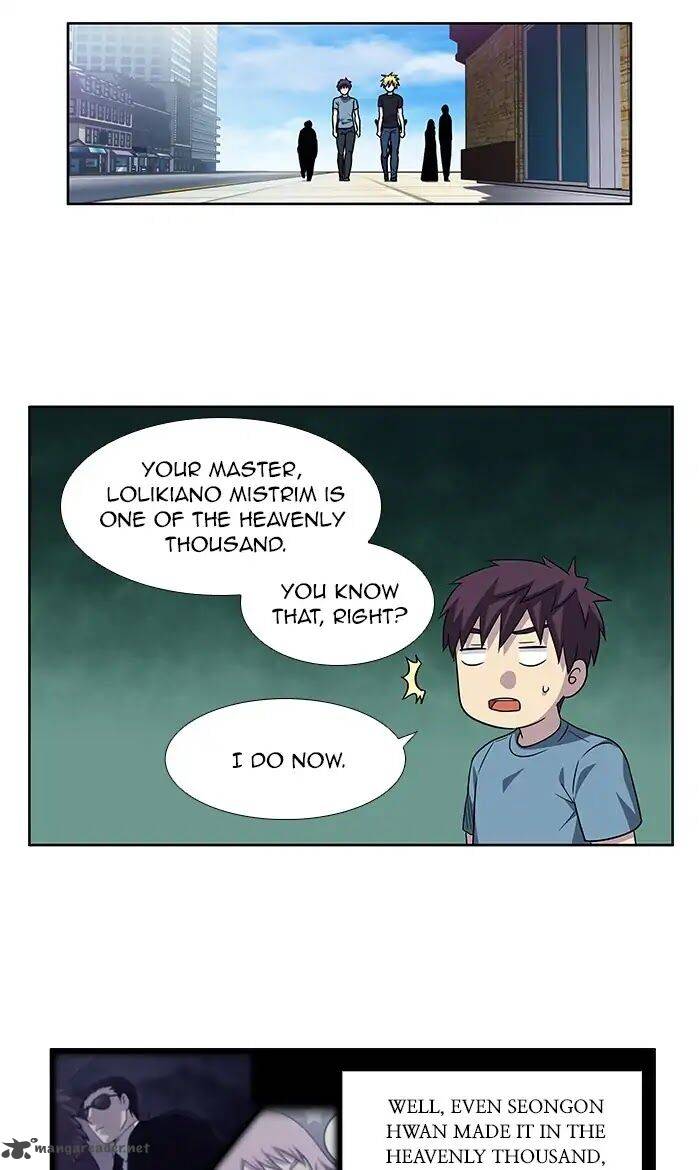 YOUR MASTER,
LOLIKIANO MISTRIM IS
ONE OF THE HEAVENLY
THOUSAND.
YOU KNOW
THAT, RIGHT?
I DO NOW.
WELL, EVEN SEONGON
HWAN MADE IT IN THE
HEAVENLY THOUSAND,
mangareader.net